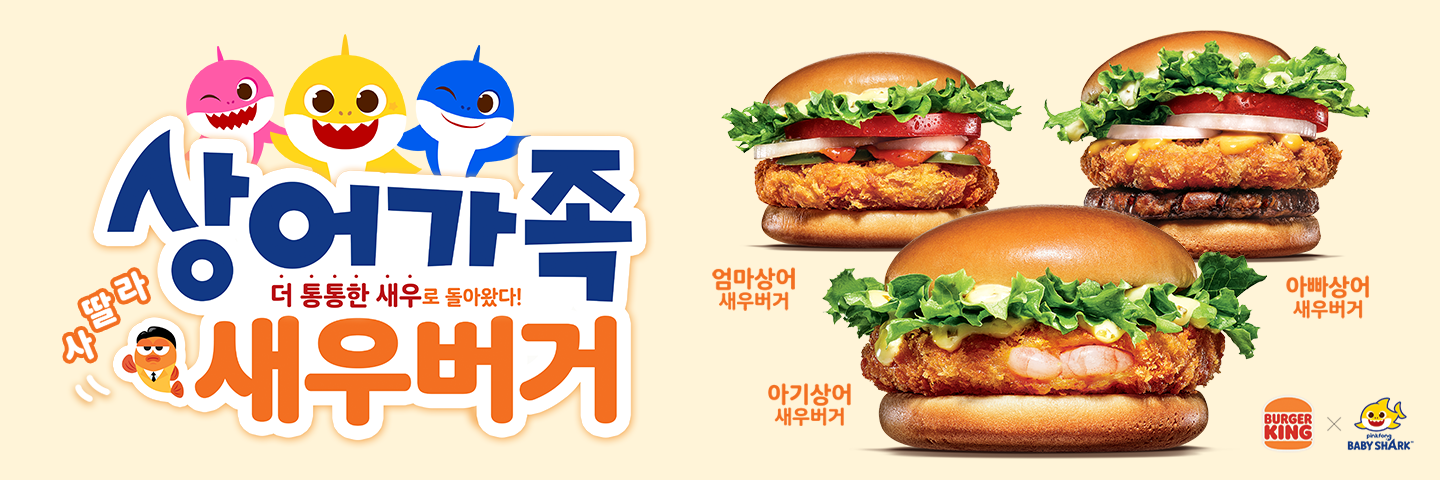 상어가족
더 통통한 새우로 돌아왔다!
사딸라
새우버거
엄마상어
새우버거
아빠상어
새우버거
아기상어
새우버거
BURGER
KING
×
pinkfong
BABY SHARK™